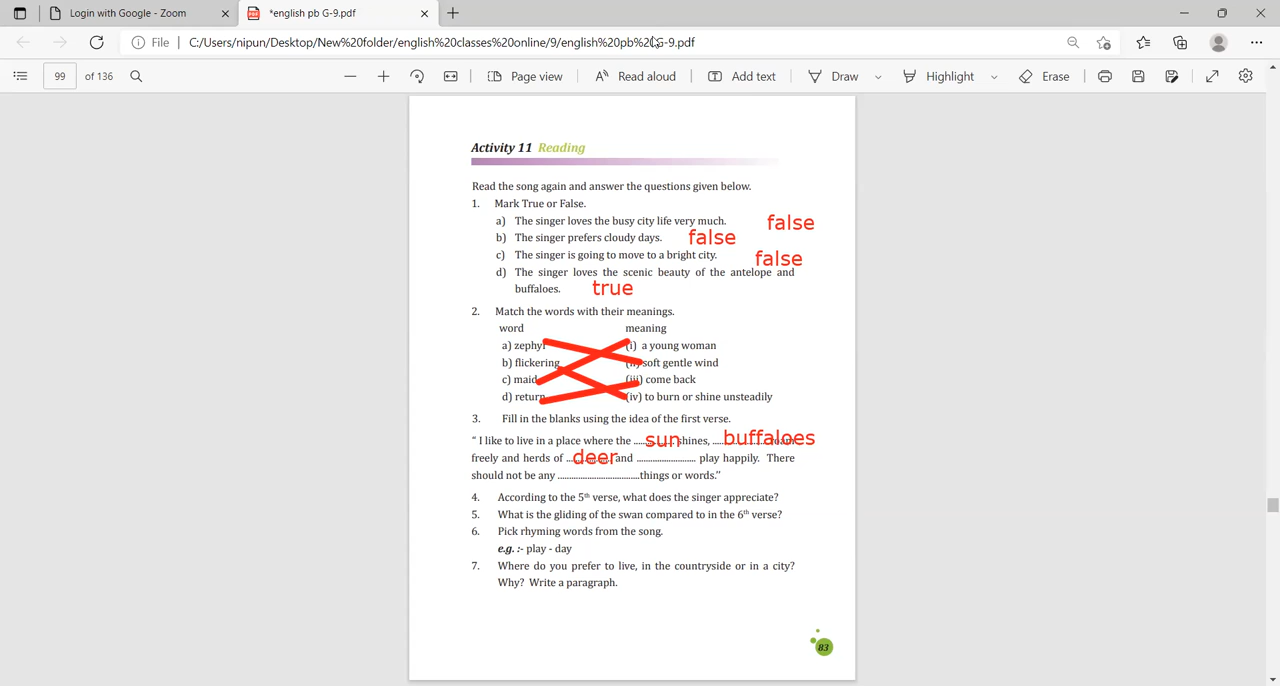 Login with Google - Zoom
*english pb G-9.pdf
File
C:/Users/nipun/Desktop/New%20folder/english%20classes%20online/9/english%20pb%20G-9.pdf
99 of 136
Page view
Read aloud
Add text
Draw
Highlight
Erase
Activity 11 Reading
Read the song again and answer the questions given below.
1. Mark True or False.
a) The singer loves the busy city life very much. false
b) The singer prefers cloudy days. false
c) The singer is going to move to a bright city. false
d) The singer loves the scenic beauty of the antelope and
buffaloes. true
2. Match the words with their meanings.
word meaning
a) zephyr (i) a young woman
b) flickering (ii) soft gentle wind
c) maid (iii) come back
d) return (iv) to burn or shine unsteadily
3. Fill in the blanks using the idea of the first verse.
" I like to live in a place where the .... sun shines, .... buffaloes roam
freely and herds of .... deer and ........................ play happily. There
should not be any ....................................things or words."
4. According to the 5th verse, what does the singer appreciate?
5. What is the gliding of the swan compared to in the 6th verse?
6. Pick rhyming words from the song.
e.g. :- play - day
7. Where do you prefer to live, in the countryside or in a city?
Why? Write a paragraph.
83